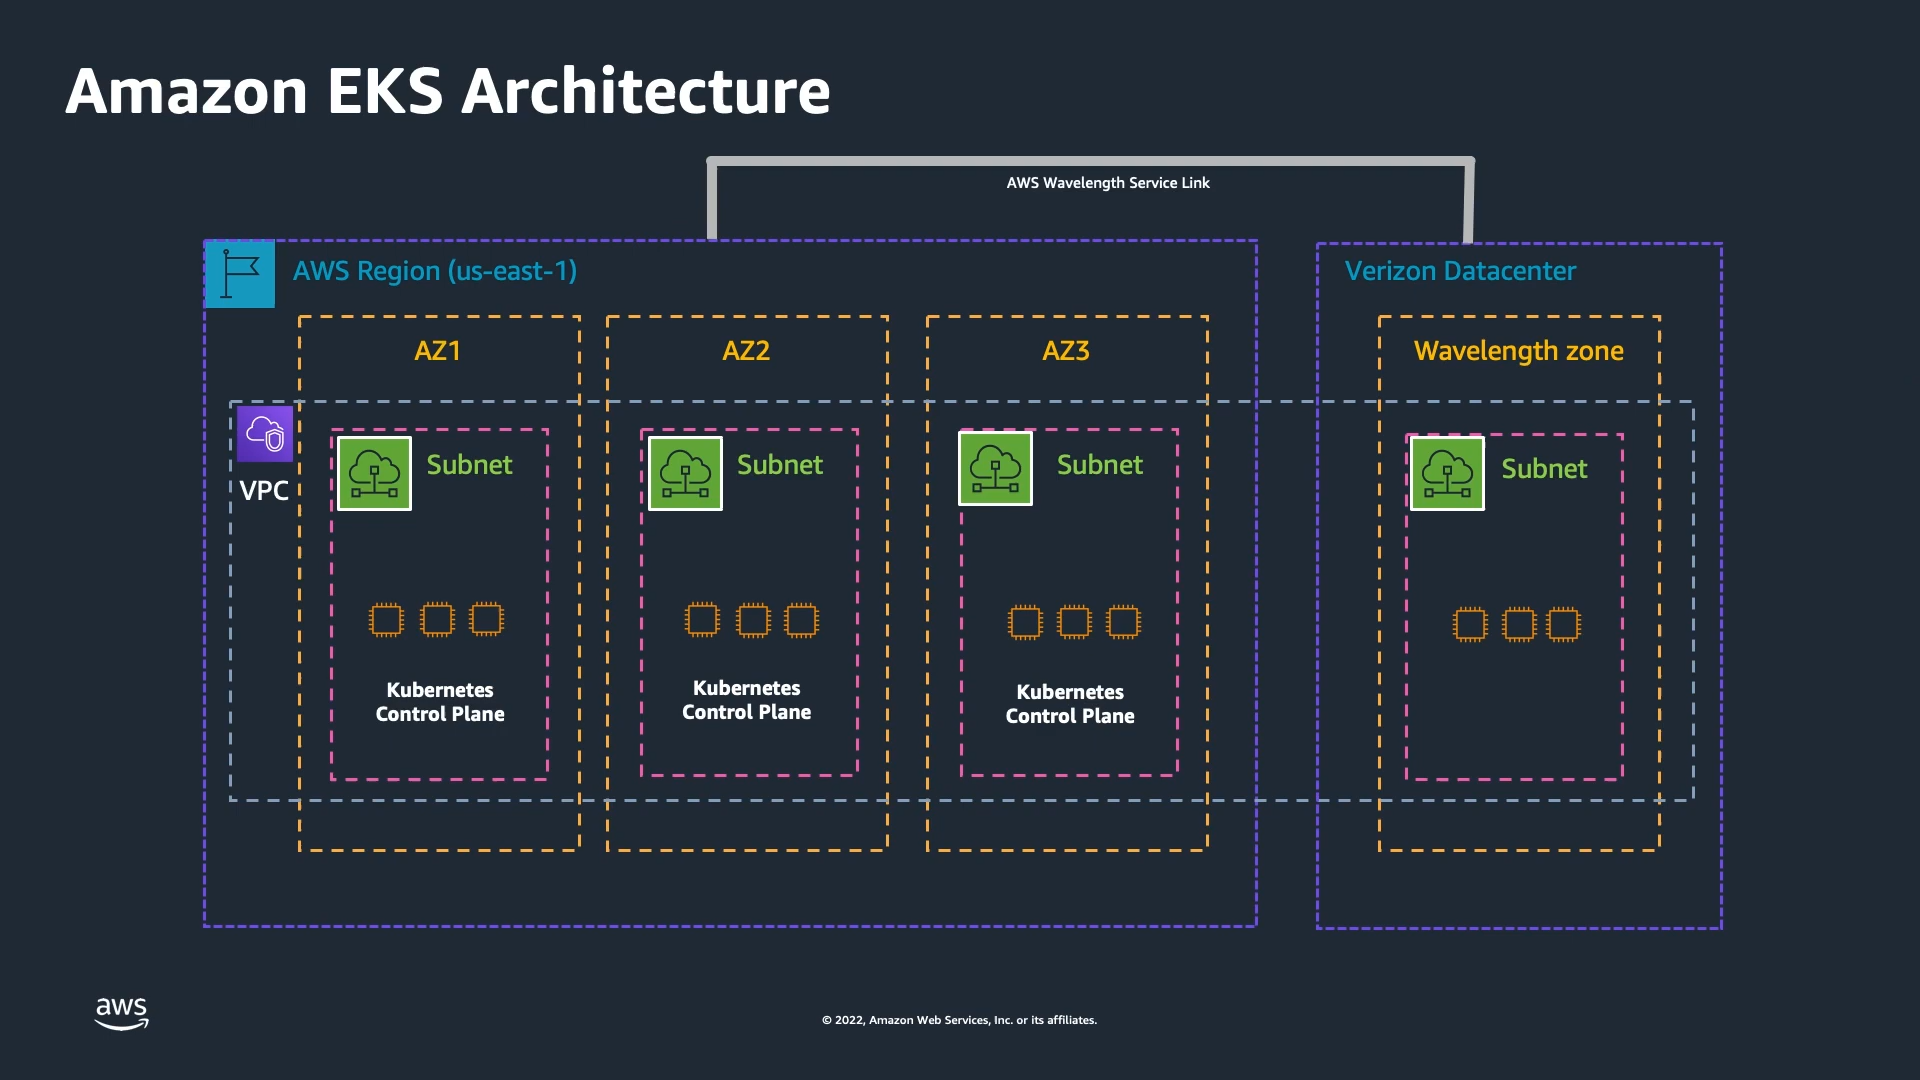 Amazon EKS Architecture
AWS Wavelength Service Link
AWS Region (us-east-1)
Verizon Datacenter
AZ1
AZ2
AZ3
Wavelength zone
VPC
Subnet
Subnet
Subnet
Subnet
Kubernetes
Control Plane
Kubernetes
Control Plane
Kubernetes
Control Plane
aws
© 2022, Amazon Web Services, Inc. or its affiliates.